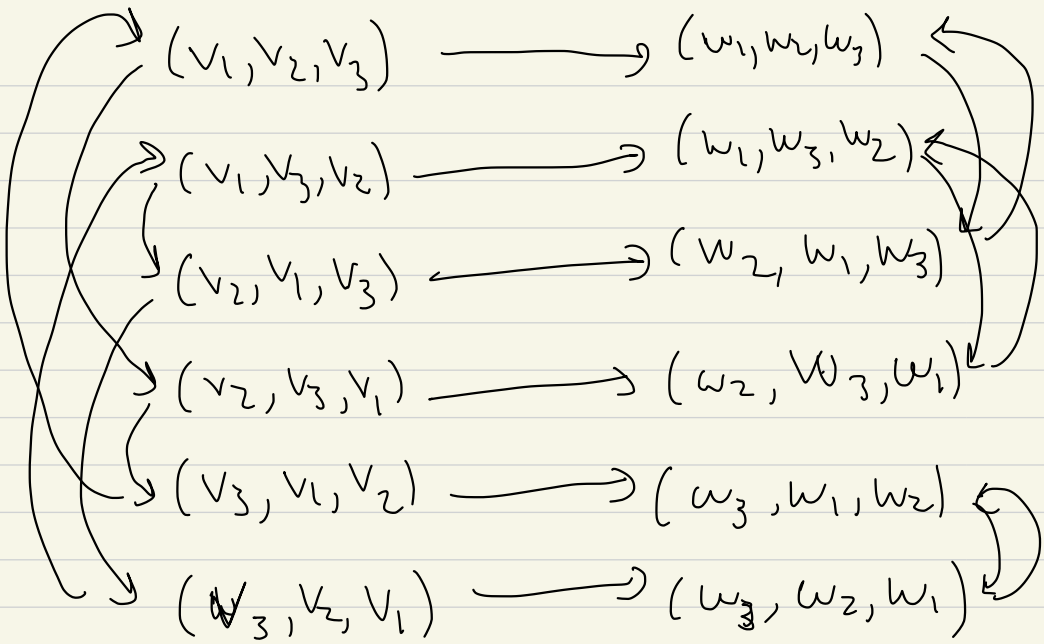 (v₁, v₂, v₃) → (w₁, w₂, w₃)
(v₁, v₃, v₂) → (w₁, w₃, w₂)
(v₂, v₁, v₃) → (w₂, w₁, w₃)
(v₂, v₃, v₁) → (w₂, w₃, w₁)
(v₃, v₁, v₂) → (w₃, w₁, w₂)
(v₃, v₂, v₁) → (w₃, w₂, w₁)